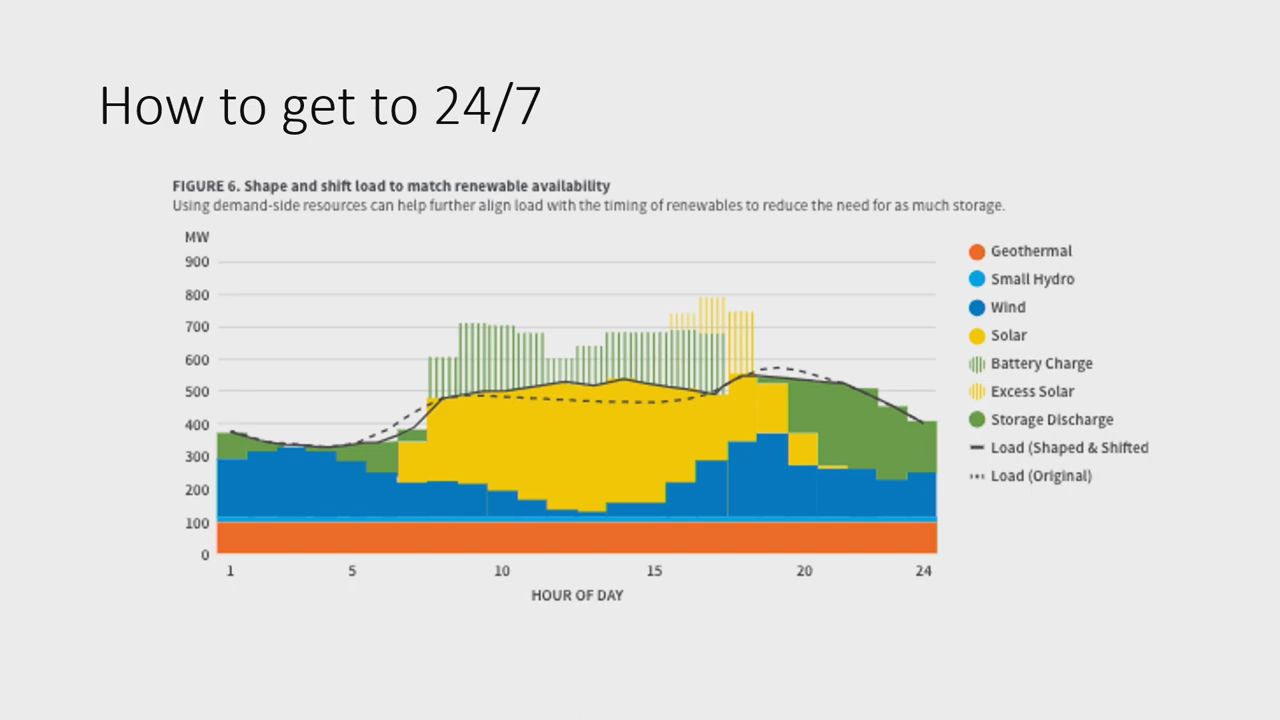 How to get to 24/7
FIGURE 6. Shape and shift load to match renewable availability
Using demand-side resources can help further align load with the timing of renewables to reduce the need for as much storage.
MW
900
800
700
600
500
400
300
200
100
0
1 5 10 15 20 24
HOUR OF DAY
Geothermal
Small Hydro
Wind
Solar
Battery Charge
Excess Solar
Storage Discharge
Load (Shaped & Shifted
Load (Original)